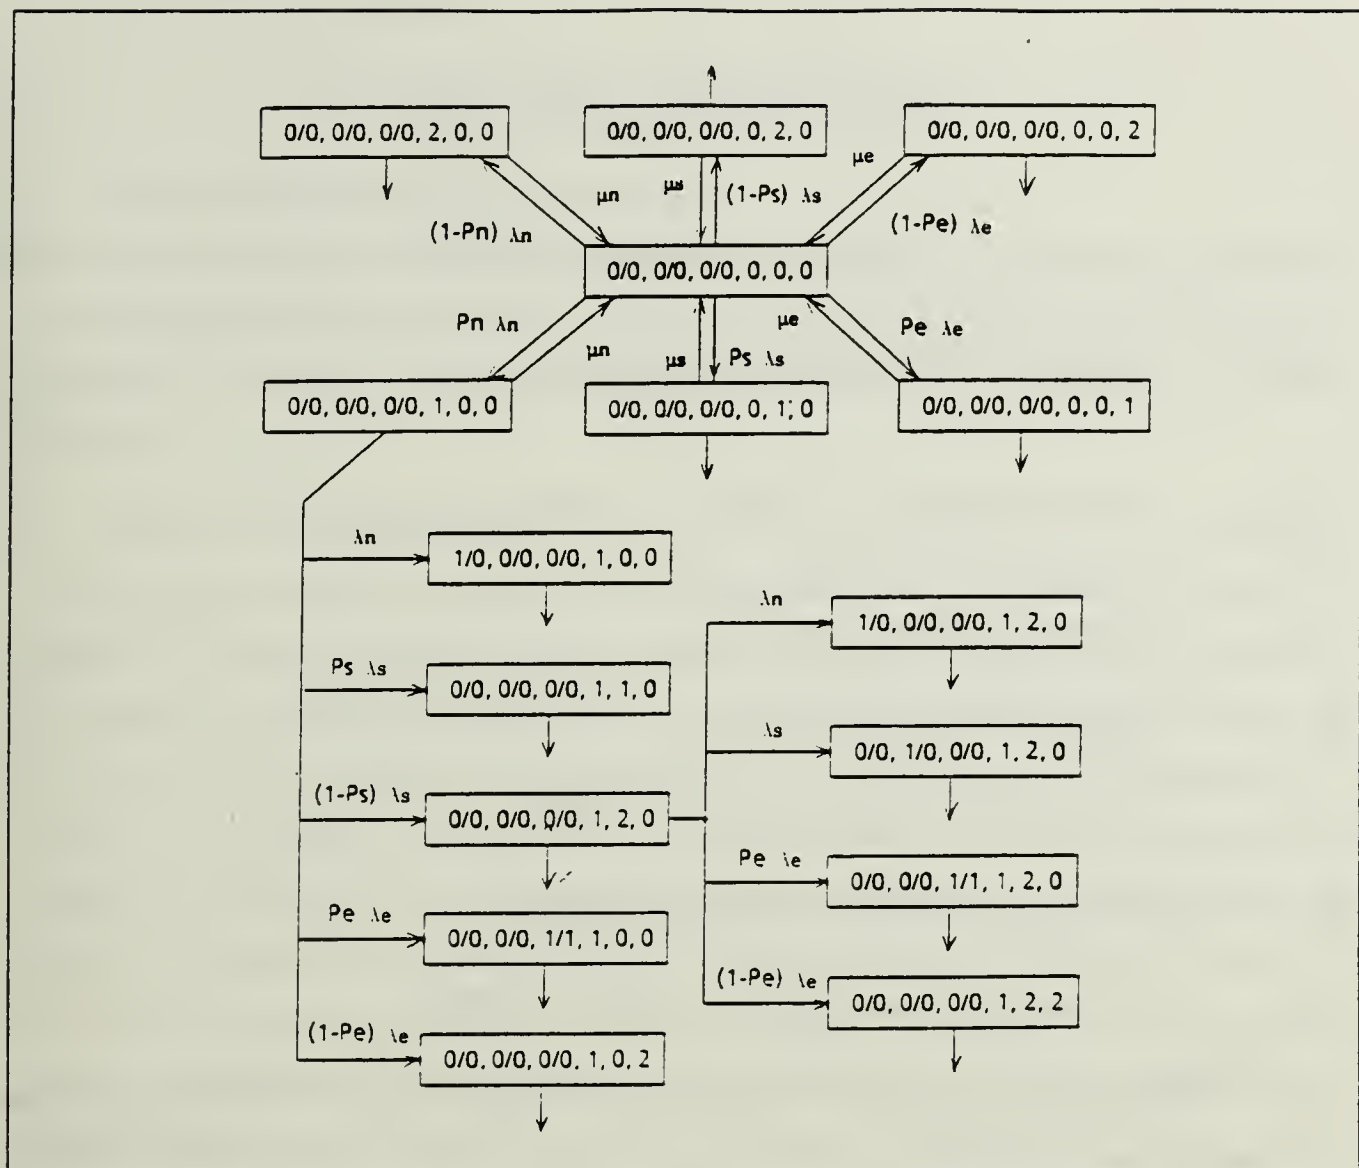 0/0, 0/0, 0/0, 2, 0, 0
0/0, 0/0, 0/0, 0, 2, 0
0/0, 0/0, 0/0, 0, 0, 2
μn
μs
(1-Ps) λs
μe
(1-Pn) λn
(1-Pe) λe
0/0, 0/0, 0/0, 0, 0, 0
Pn λn
μn
μs
Ps λs
μe
Pe λe
0/0, 0/0, 0/0, 1, 0, 0
0/0, 0/0, 0/0, 0, 1, 0
0/0, 0/0, 0/0, 0, 0, 1
λn
1/0, 0/0, 0/0, 1, 0, 0
λn
1/0, 0/0, 0/0, 1, 2, 0
Ps λs
0/0, 0/0, 0/0, 1, 1, 0
λs
0/0, 1/0, 0/0, 1, 2, 0
(1-Ps) λs
0/0, 0/0, 0/0, 1, 2, 0
Pe λe
0/0, 0/0, 1/1, 1, 2, 0
Pe λe
0/0, 0/0, 1/1, 1, 0, 0
(1-Pe) λe
0/0, 0/0, 0/0, 1, 2, 2
(1-Pe) λe
0/0, 0/0, 0/0, 1, 0, 2